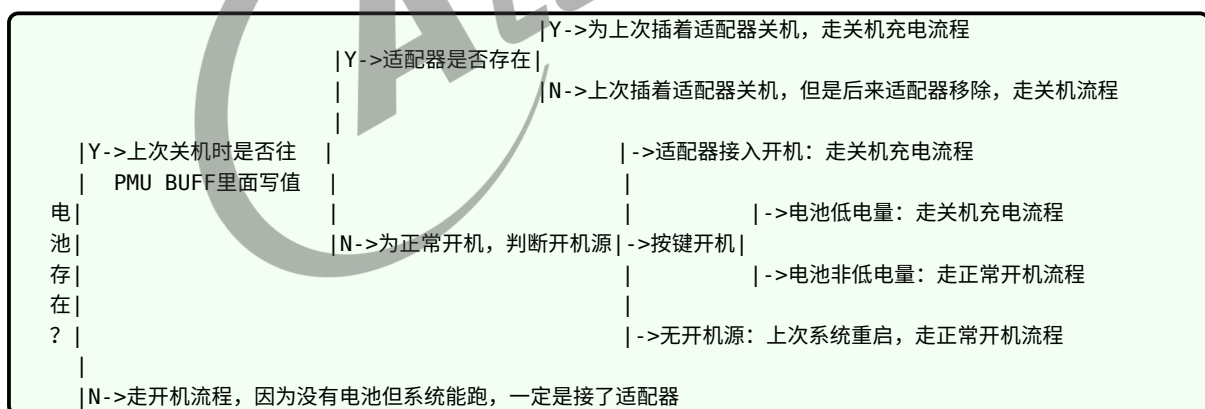 |Y->为上次插着适配器关机，走关机充电流程
|Y->适配器是否存在|
| |N->上次插着适配器关机，但是后来适配器移除，走关机流程
|
|Y->上次关机时是否往 | |->适配器接入开机：走关机充电流程
| PMU BUFF里面写值 | |
电| | | |->电池低电量：走关机充电流程
池| |N->为正常开机，判断开机源|->按键开机|
存| | |->电池非低电量：走正常开机流程
在| |
？| |->无开机源：上次系统重启，走正常开机流程
|
|N->走开机流程，因为没有电池但系统能跑，一定是接了适配器